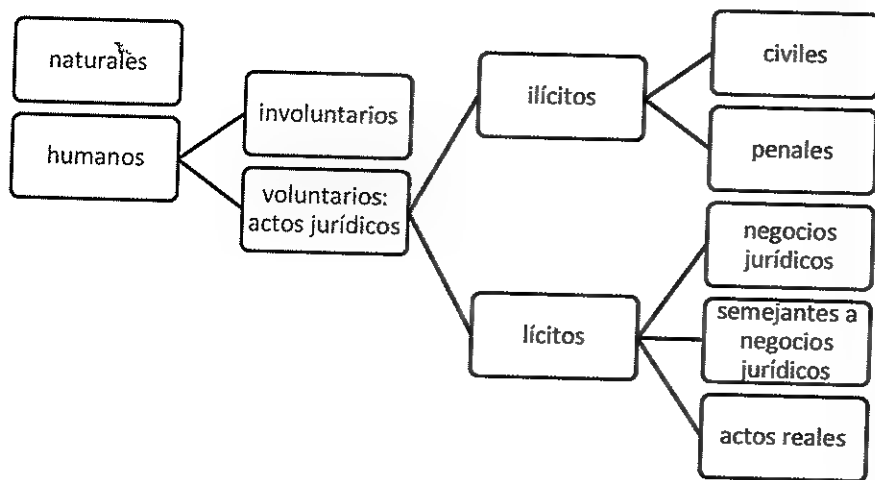 naturales
humanos
involuntarios
voluntarios:
actos jurídicos
ilícitos
lícitos
civiles
penales
negocios
jurídicos
semejantes a
negocios
jurídicos
actos reales